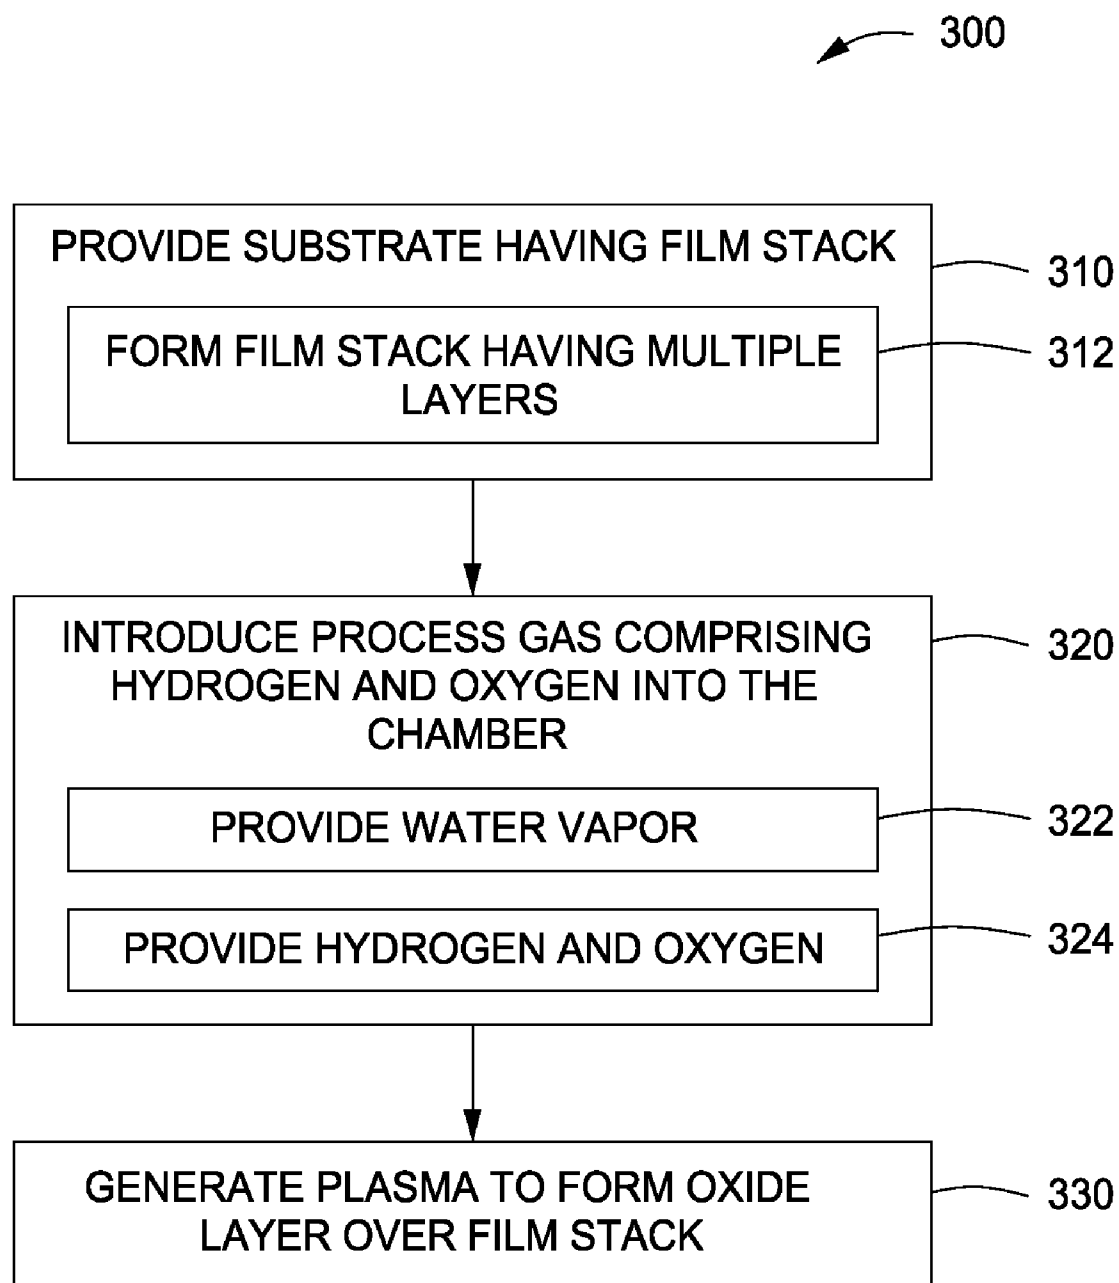 300
PROVIDE SUBSTRATE HAVING FILM STACK
310
FORM FILM STACK HAVING MULTIPLE
LAYERS
312
INTRODUCE PROCESS GAS COMPRISING
HYDROGEN AND OXYGEN INTO THE
CHAMBER
320
PROVIDE WATER VAPOR
322
PROVIDE HYDROGEN AND OXYGEN
324
GENERATE PLASMA TO FORM OXIDE
LAYER OVER FILM STACK
330